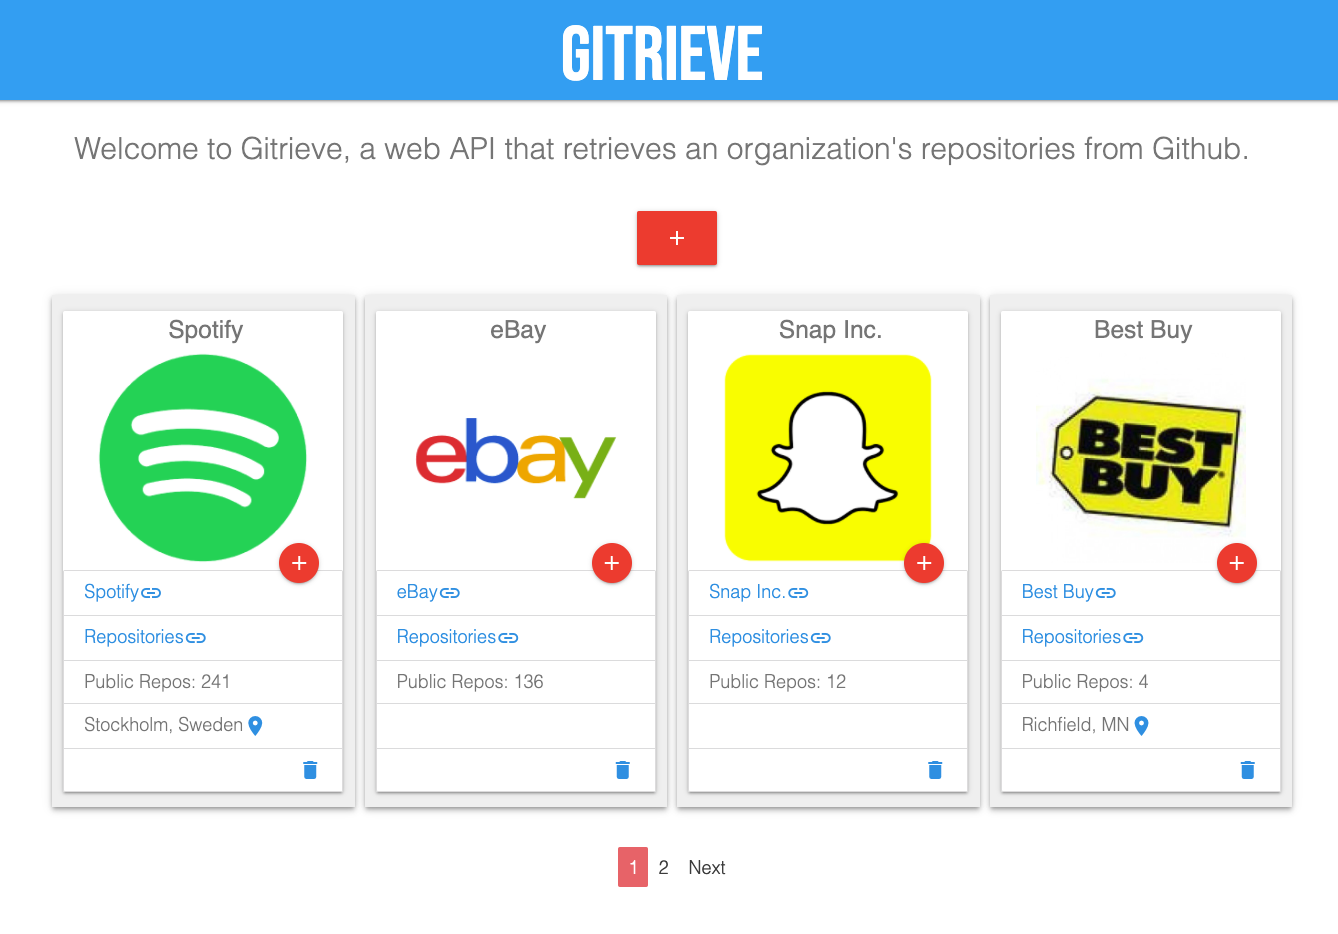 GITRIEVE
Welcome to Gitrieve, a web API that retrieves an organization's repositories from Github.
+
Spotify
+
Spotify
Repositories
Public Repos: 241
Stockholm, Sweden
eBay
ebay
+
eBay
Repositories
Public Repos: 136
Snap Inc.
+
Snap Inc.
Repositories
Public Repos: 12
Best Buy
BEST
BUY
+
Best Buy
Repositories
Public Repos: 4
Richfield, MN
1 2 Next